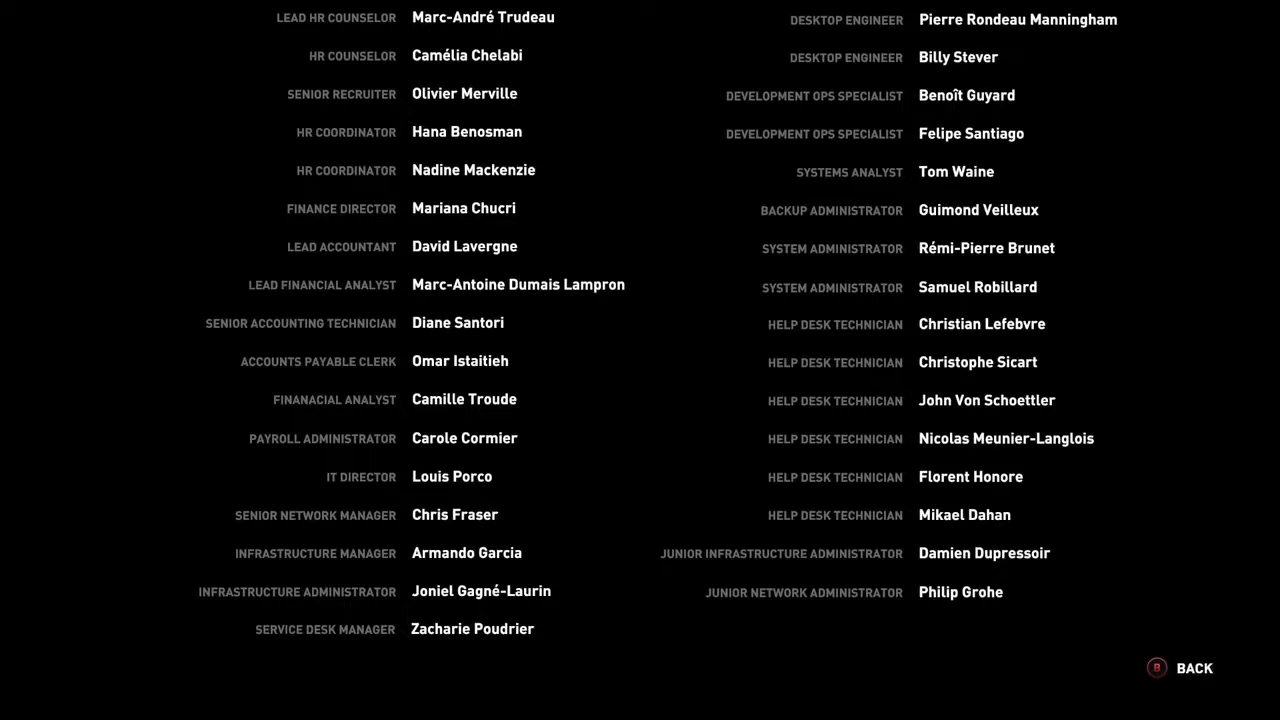 LEAD HR COUNSELOR Marc-André Trudeau
HR COUNSELOR Camélia Chelabi
SENIOR RECRUITER Olivier Merville
HR COORDINATOR Hana Benosman
HR COORDINATOR Nadine Mackenzie
FINANCE DIRECTOR Mariana Chucri
LEAD ACCOUNTANT David Lavergne
LEAD FINANCIAL ANALYST Marc-Antoine Dumais Lampron
SENIOR ACCOUNTING TECHNICIAN Diane Santori
ACCOUNTS PAYABLE CLERK Omar Istaitieh
FINANACIAL ANALYST Camille Troude
PAYROLL ADMINISTRATOR Carole Cormier
IT DIRECTOR Louis Porco
SENIOR NETWORK MANAGER Chris Fraser
INFRASTRUCTURE MANAGER Armando Garcia
INFRASTRUCTURE ADMINISTRATOR Joniel Gagné-Laurin
SERVICE DESK MANAGER Zacharie Poudrier
DESKTOP ENGINEER Pierre Rondeau Manningham
DESKTOP ENGINEER Billy Stever
DEVELOPMENT OPS SPECIALIST Benoît Guyard
DEVELOPMENT OPS SPECIALIST Felipe Santiago
SYSTEMS ANALYST Tom Waine
BACKUP ADMINISTRATOR Guimond Veilleux
SYSTEM ADMINISTRATOR Rémi-Pierre Brunet
SYSTEM ADMINISTRATOR Samuel Robillard
HELP DESK TECHNICIAN Christian Lefebvre
HELP DESK TECHNICIAN Christophe Sicart
HELP DESK TECHNICIAN John Von Schoettler
HELP DESK TECHNICIAN Nicolas Meunier-Langlois
HELP DESK TECHNICIAN Florent Honore
HELP DESK TECHNICIAN Mikael Dahan
JUNIOR INFRASTRUCTURE ADMINISTRATOR Damien Dupressoir
JUNIOR NETWORK ADMINISTRATOR Philip Grohe
B BACK